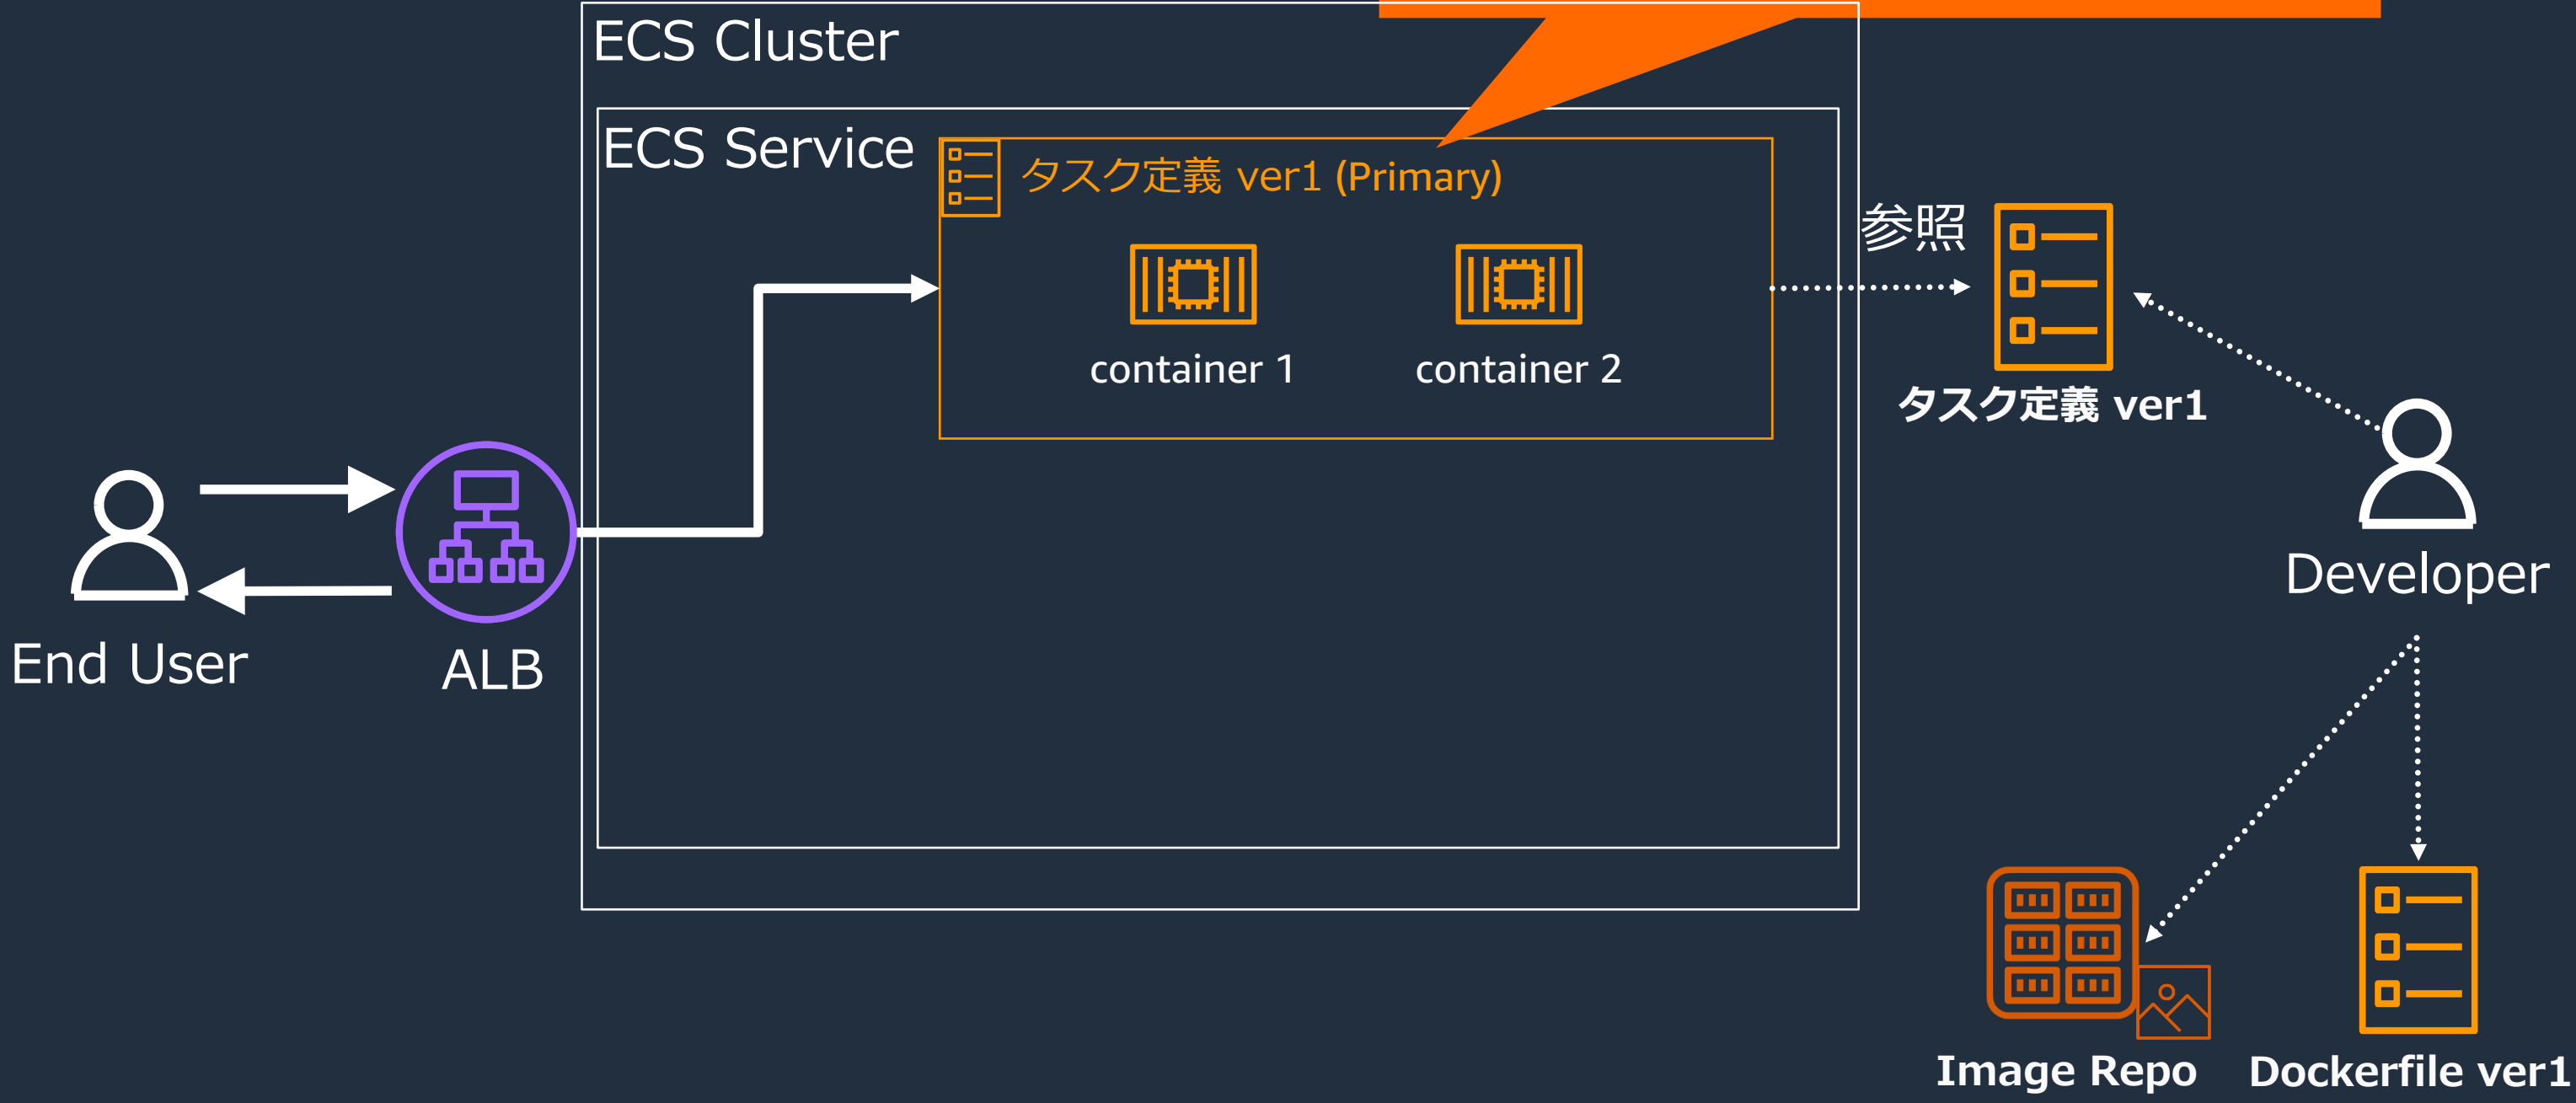 ECS Cluster
ECS Service
タスク定義 ver1 (Primary)
container 1
container 2
参照
タスク定義 ver1
End User
ALB
Developer
Image Repo
Dockerfile ver1